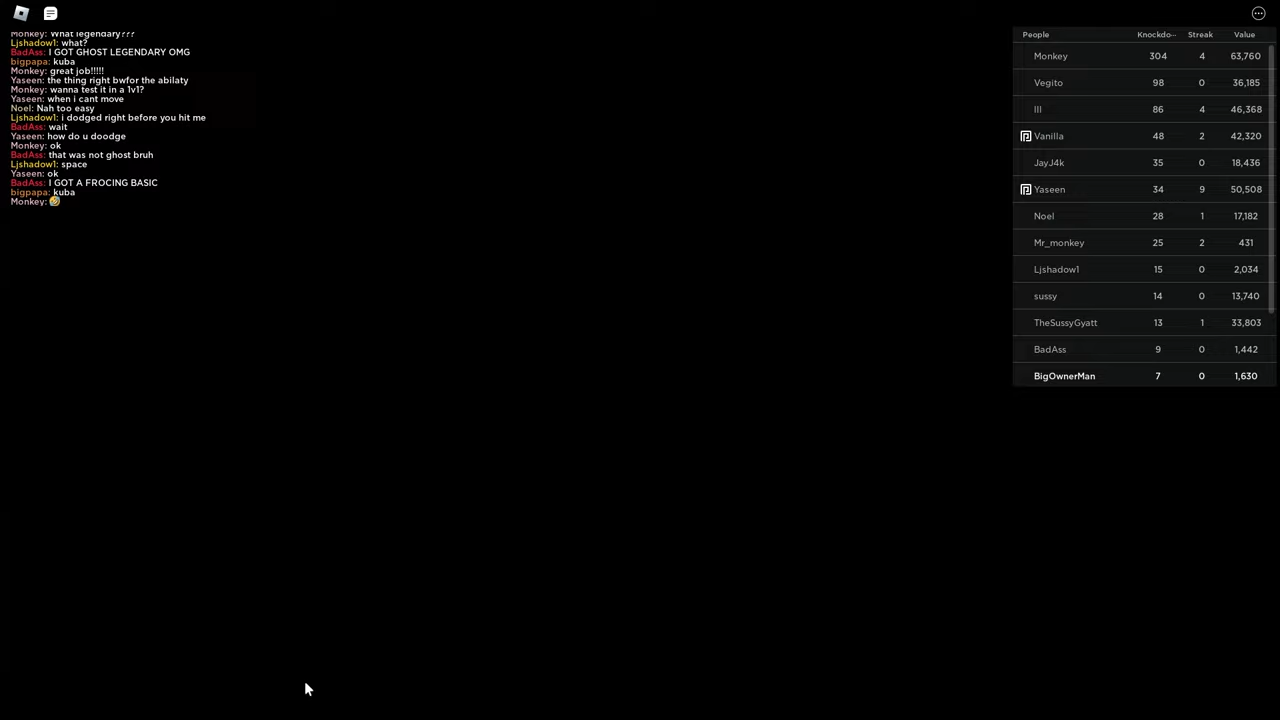 Monkey: What legendary???
Ljshadow1: what?
BadAss: I GOT GHOST LEGENDARY OMG
bigpapa: kuba
Monkey: great job!!!!!
Yaseen: the thing right bwfor the abilaty
Monkey: wanna test it in a 1v1?
Yaseen: when i cant move
Noel: Nah too easy
Ljshadow1: i dodged right before you hit me
BadAss: wait
Yaseen: how do u doodge
Monkey: ok
BadAss: that was not ghost bruh
Ljshadow1: space
Yaseen: ok
BadAss: I GOT A FROCING BASIC
bigpapa: kuba
Monkey: 🤣
People Knockdo··· Streak Value
Monkey 304 4 63,760
Vegito 98 0 36,185
III 86 4 46,368
Vanilla 48 2 42,320
JayJ4k 35 0 18,436
Yaseen 34 9 50,508
Noel 28 1 17,182
Mr_monkey 25 2 431
Ljshadow1 15 0 2,034
sussy 14 0 13,740
TheSussyGyatt 13 1 33,803
BadAss 9 0 1,442
BigOwnerMan 7 0 1,630